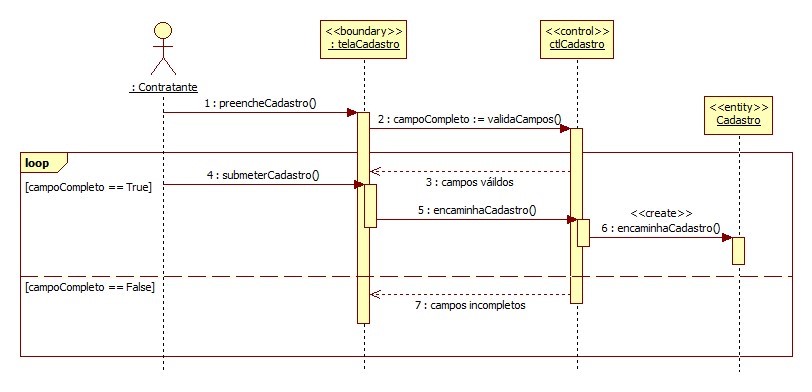 <<boundary>>
: telaCadastro
<<control>>
ctlCadastro
: Contratante
<<entity>>
Cadastro
1 : preencheCadastro()
2 : campoCompleto := validaCampos()
loop
[campoCompleto == True]
3 : campos váildos
4 : submeterCadastro()
5 : encaminhaCadastro()
<<create>>
6 : encaminhaCadastro()
[campoCompleto == False]
7 : campos incompletos